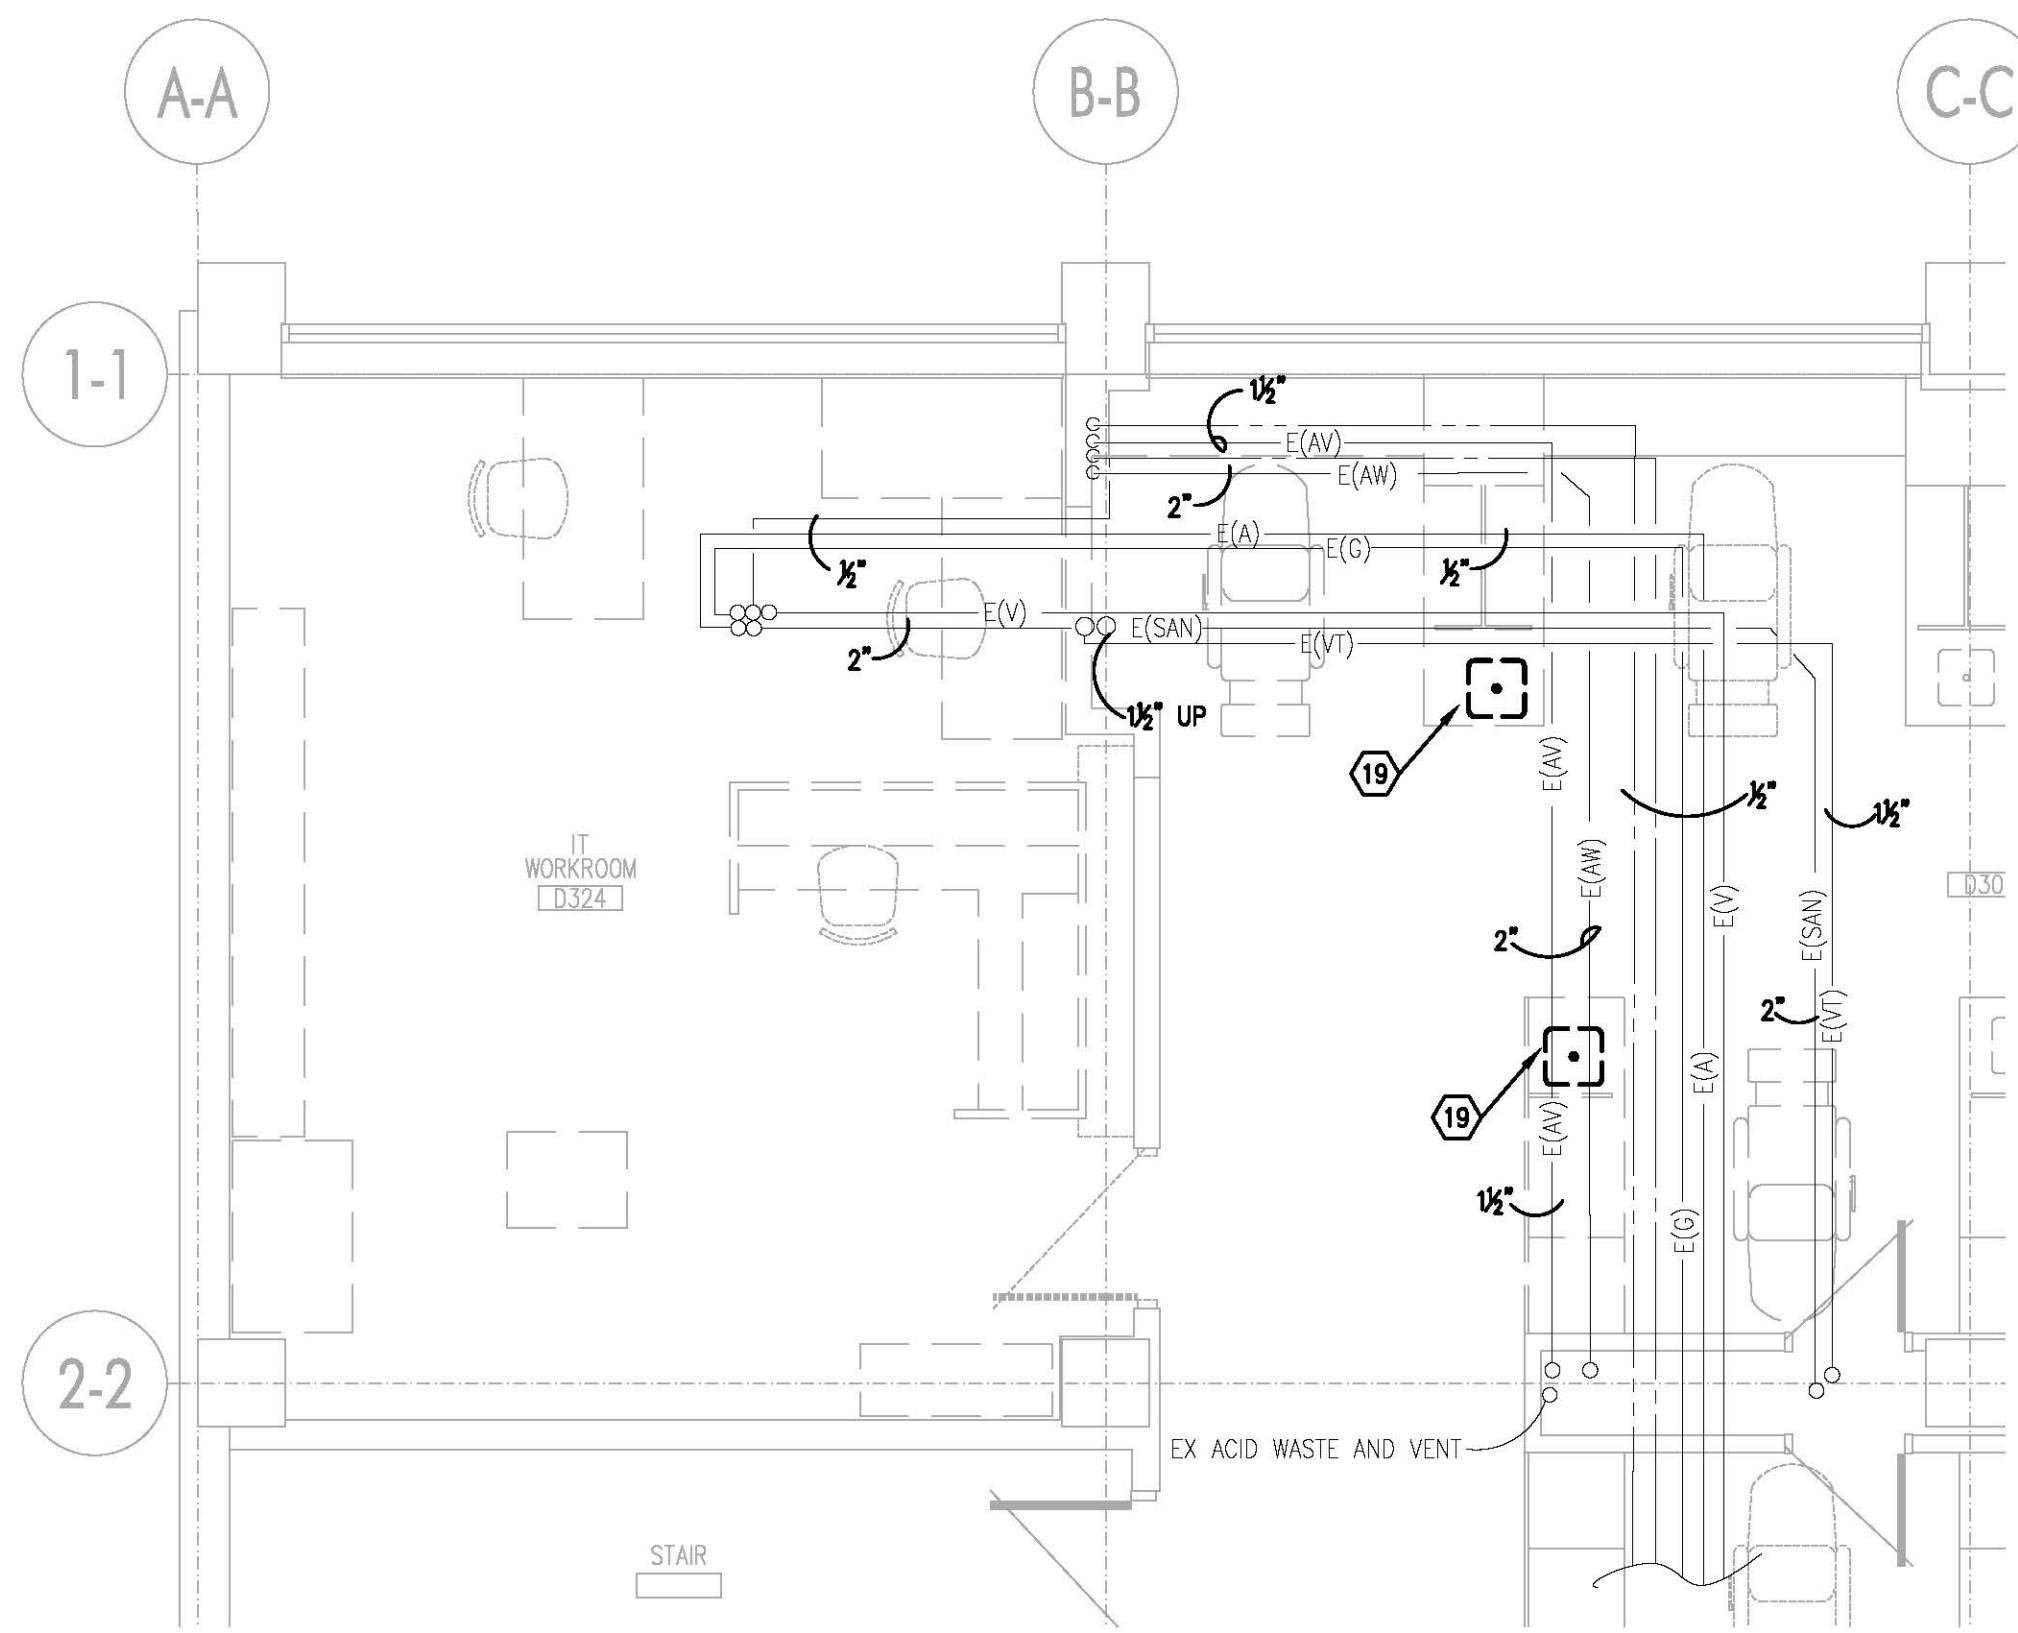 A-A
B-B
C-C
1-1
1½"
E(AV)
E(AW)
2"
E(A)
E(G)
½"
½"
E(V)
E(SAN)
E(VT)
2"
1½" UP
19
E(AV)
½"
1½"
IT
WORKROOM
D324
E(AW)
E(V)
E(SAN)
D30
2"
2"
E(VT)
E(A)
19
E(AV)
1½"
E(G)
2-2
EX ACID WASTE AND VENT
STAIR